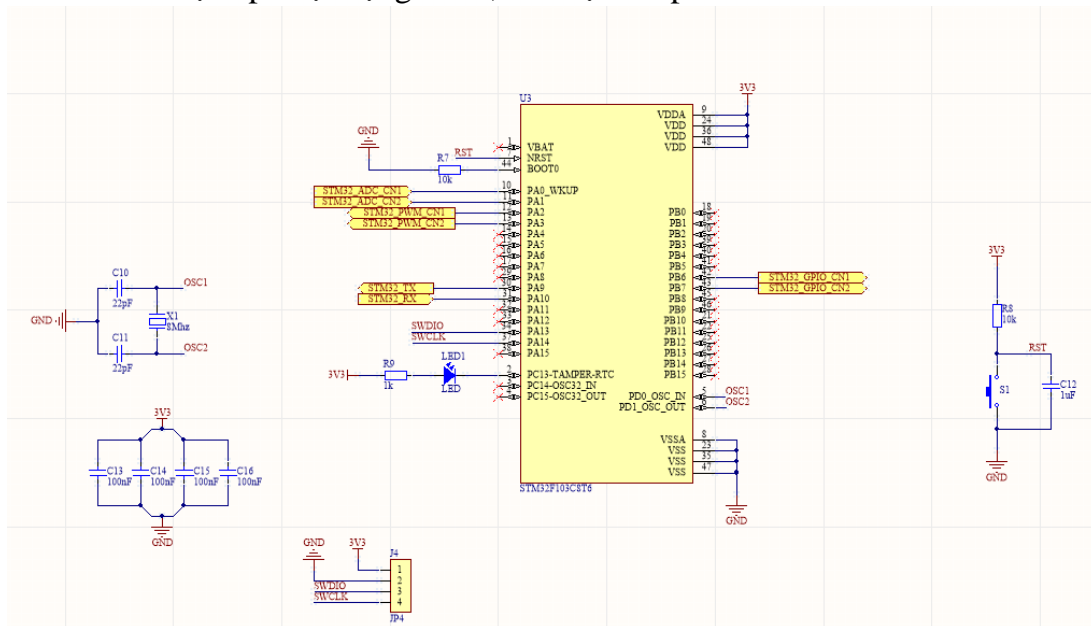 U3
3V3
VDDA 9
VDD 24
VDD 36
VDD 48
GND
RST
R7
10k
1 VBAT
NRST
44 BOOT0
STM32_ADC_CN1 10 PA0_WKUP
STM32_ADC_CN2 PA1
STM32_PWM_CN1 PA2
STM32_PWM_CN2 PA3
PA4
PA5
PA6
PA7
PA8
STM32_TX PA9
STM32_RX PA10
PA11
PA12
SWDIO PA13
SWCLK PA14
PA15
PB0
PB1
PB2
PB3
PB4
PB5
PB6 STM32_GPIO_CN1
PB7 STM32_GPIO_CN2
PB8
PB9
PB10
PB11
PB12
PB13
PB14
PB15
3V3
R9
1k
LED1
LED
2 PC13-TAMPER-RTC
PC14-OSC32_IN
PC15-OSC32_OUT
PD0_OSC_IN 5 OSC1
PD1_OSC_OUT 6 OSC2
VSSA 8
VSS 23
VSS 35
VSS 47
GND
STM32F103C8T6
C10
22pF
OSC1
GND
X1
8Mhz
C11
22pF
OSC2
3V3
R8
10k
RST
S1
C12
1uF
GND
3V3
C13
100nF
C14
100nF
C15
100nF
C16
100nF
GND
GND
3V3
J4
1
2
SWDIO 3
SWCLK 4
JP4